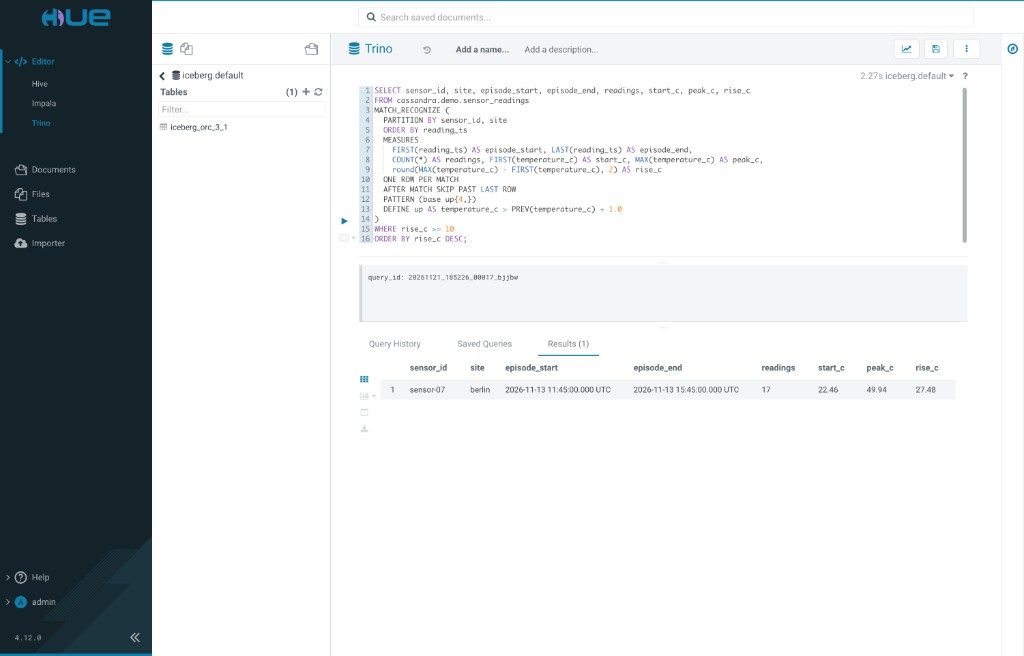 HUE
Search saved documents...
Editor
Hive
Impala
Trino
Documents
Files
Tables
Importer
Help
A admin
4.12.0
iceberg.default
Tables (1)
Filter...
iceberg_orc_3_1
Trino Add a name... Add a description...
2.27s iceberg.default ?
1 SELECT sensor_id, site, episode_start, episode_end, readings, start_c, peak_c, rise_c
2 FROM cassandra.demo.sensor_readings
3 MATCH_RECOGNIZE (
4 PARTITION BY sensor_id, site
5 ORDER BY reading_ts
6 MEASURES
7 FIRST(reading_ts) AS episode_start, LAST(reading_ts) AS episode_end,
8 COUNT(*) AS readings, FIRST(temperature_c) AS start_c, MAX(temperature_c) AS peak_c,
9 round(MAX(temperature_c) - FIRST(temperature_c), 2) AS rise_c
10 ONE ROW PER MATCH
11 AFTER MATCH SKIP PAST LAST ROW
12 PATTERN (base up{4,})
13 DEFINE up AS temperature_c > PREV(temperature_c) + 1.0
14 )
15 WHERE rise_c >= 10
16 ORDER BY rise_c DESC;
query_id: 20261121_185226_00017_bjjbw
Query History Saved Queries Results (1)
sensor_id site episode_start episode_end readings start_c peak_c rise_c
1 sensor-07 berlin 2026-11-13 11:45:00.000 UTC 2026-11-13 15:45:00.000 UTC 17 22.46 49.94 27.48